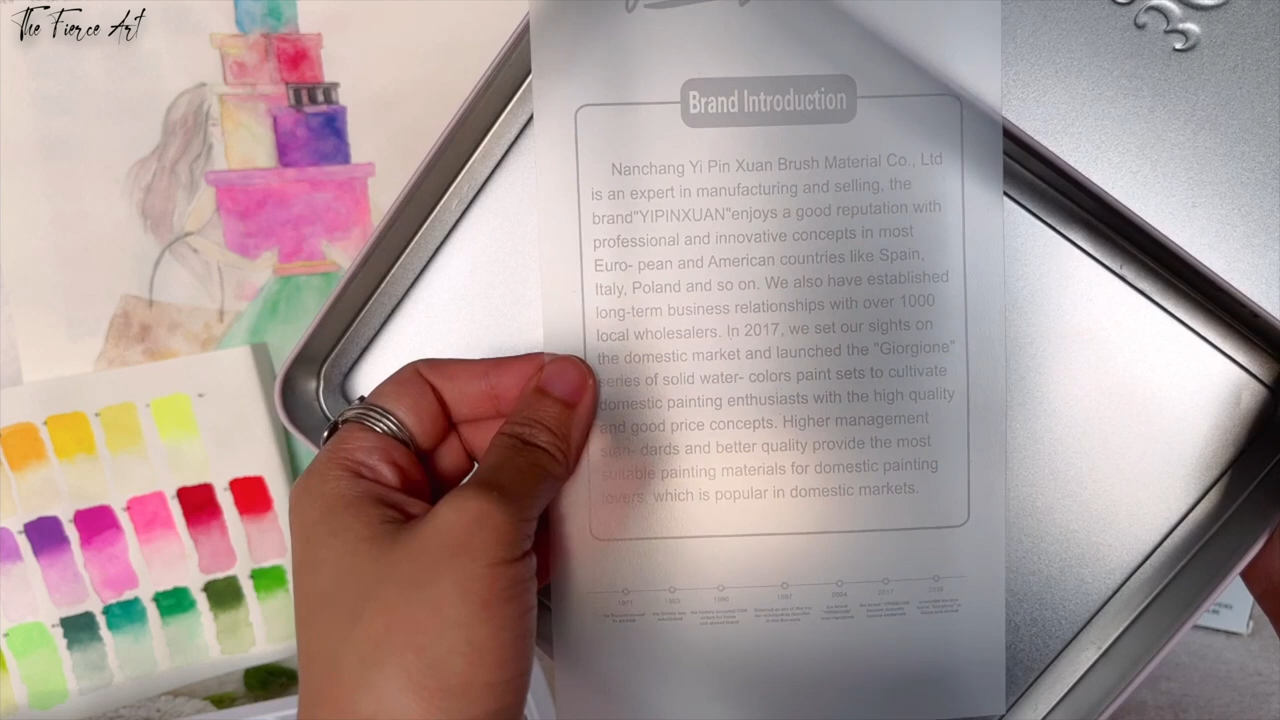 The Fierce Art
Brand Introduction
Nanchang Yi Pin Xuan Brush Material Co., Ltd
is an expert in manufacturing and selling, the
brand"YIPINXUAN"enjoys a good reputation with
professional and innovative concepts in most
Euro- pean and American countries like Spain,
Italy, Poland and so on. We also have established
long-term business relationships with over 1000
local wholesalers. In 2017, we set our sights on
the domestic market and launched the "Giorgione"
series of solid water- colors paint sets to cultivate
domestic painting enthusiasts with the high quality
and good price concepts. Higher management
stan- dards and better quality provide the most
suitable painting materials for domestic painting
lovers, which is popular in domestic markets.
1971 1983 1990 1997 2004 2017